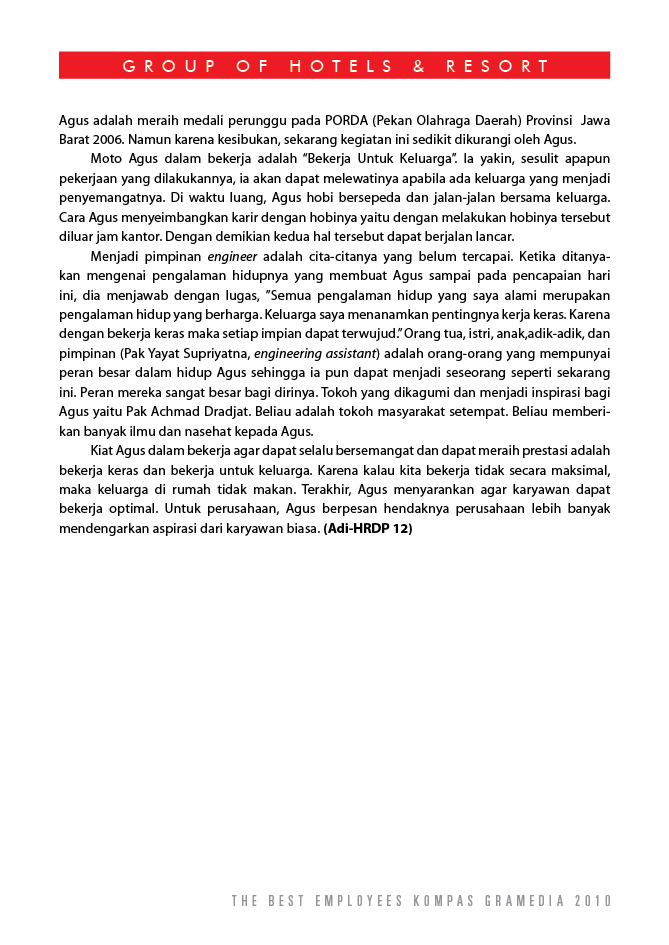 GROUP OF HOTELS & RESORT
Agus adalah meraih medali perunggu pada PORDA (Pekan Olahraga Daerah) Provinsi Jawa
Barat 2006. Namun karena kesibukan, sekarang kegiatan ini sedikit dikurangi oleh Agus.
Moto Agus dalam bekerja adalah “Bekerja Untuk Keluarga”. Ia yakin, sesulit apapun
pekerjaan yang dilakukannya, ia akan dapat melewatinya apabila ada keluarga yang menjadi
penyemangatnya. Di waktu luang, Agus hobi bersepeda dan jalan-jalan bersama keluarga.
Cara Agus menyeimbangkan karir dengan hobinya yaitu dengan melakukan hobinya tersebut
diluar jam kantor. Dengan demikian kedua hal tersebut dapat berjalan lancar.
Menjadi pimpinan engineer adalah cita-citanya yang belum tercapai. Ketika ditanya-
kan mengenai pengalaman hidupnya yang membuat Agus sampai pada pencapaian hari
ini, dia menjawab dengan lugas, ”Semua pengalaman hidup yang saya alami merupakan
pengalaman hidup yang berharga. Keluarga saya menanamkan pentingnya kerja keras. Karena
dengan bekerja keras maka setiap impian dapat terwujud.” Orang tua, istri, anak,adik-adik, dan
pimpinan (Pak Yayat Supriyatna, engineering assistant) adalah orang-orang yang mempunyai
peran besar dalam hidup Agus sehingga ia pun dapat menjadi seseorang seperti sekarang
ini. Peran mereka sangat besar bagi dirinya. Tokoh yang dikagumi dan menjadi inspirasi bagi
Agus yaitu Pak Achmad Dradjat. Beliau adalah tokoh masyarakat setempat. Beliau memberi-
kan banyak ilmu dan nasehat kepada Agus.
Kiat Agus dalam bekerja agar dapat selalu bersemangat dan dapat meraih prestasi adalah
bekerja keras dan bekerja untuk keluarga. Karena kalau kita bekerja tidak secara maksimal,
maka keluarga di rumah tidak makan. Terakhir, Agus menyarankan agar karyawan dapat
bekerja optimal. Untuk perusahaan, Agus berpesan hendaknya perusahaan lebih banyak
mendengarkan aspirasi dari karyawan biasa. (Adi-HRDP 12)
THE BEST EMPLOYEES KOMPAS GRAMEDIA 2010